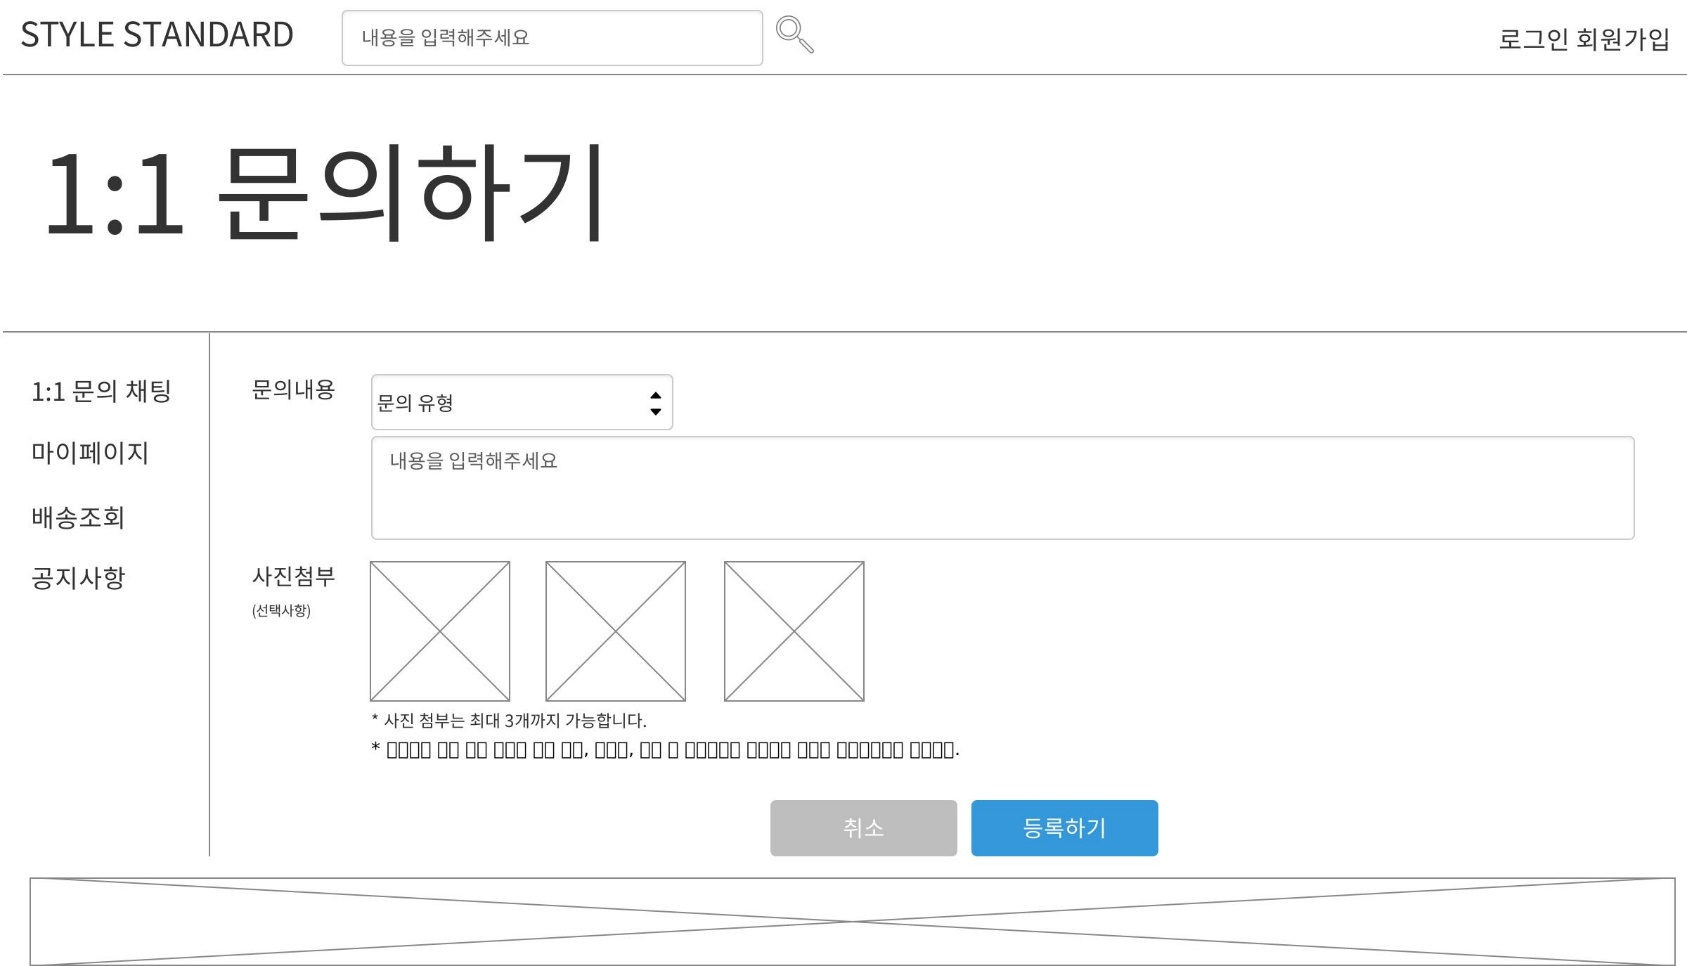 STYLE STANDARD
내용을 입력해주세요
로그인 회원가입
1:1 문의하기
1:1 문의 채팅
마이페이지
배송조회
공지사항
문의내용
문의 유형
내용을 입력해주세요
사진첨부
(선택사항)
* 사진 첨부는 최대 3개까지 가능합니다.
취소
등록하기